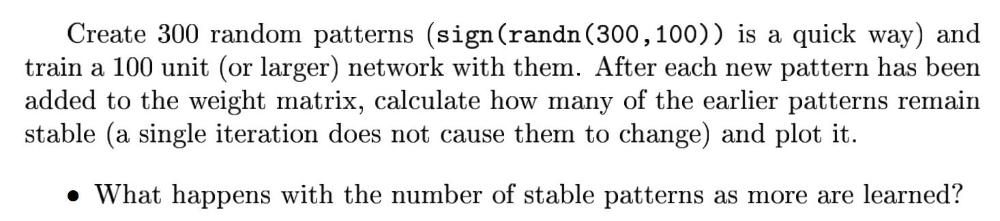 Create 300 random patterns (sign(randn(300,100)) is a quick way) and
train a 100 unit (or larger) network with them. After each new pattern has been
added to the weight matrix, calculate how many of the earlier patterns remain
stable (a single iteration does not cause them to change) and plot it.
• What happens with the number of stable patterns as more are learned?